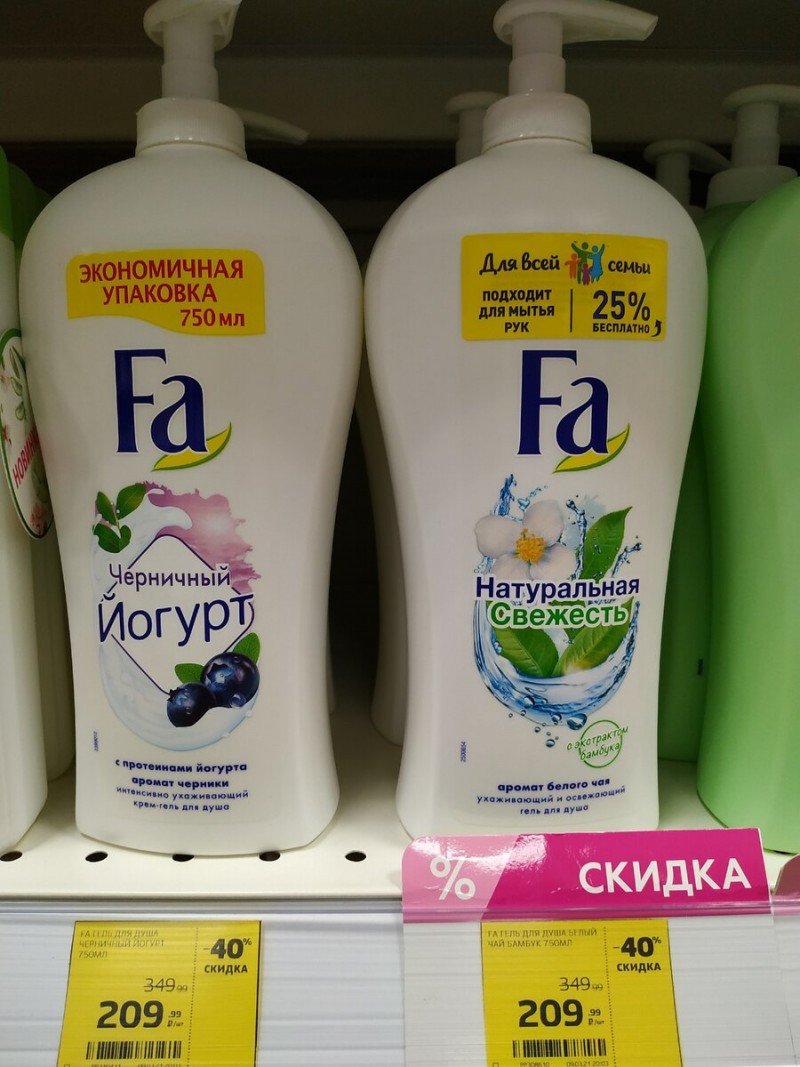 ЭКОНОМИЧНАЯ
УПАКОВКА
750 мл
Fa
Черничный
Йогурт
с протеинами йогурта
аромат черники
интенсивно ухаживающий
крем-гель для душа
Для всей семьи
ПОДХОДИТ
ДЛЯ МЫТЬЯ
РУК
25%
БЕСПЛАТНО
Fa
Натуральная
Свежесть
с экстрактом
бамбука
аромат белого чая
ухаживающий и освежающий
гель для душа
% СКИДКА
FA ГЕЛЬ ДЛЯ ДУША
ЧЕРНИЧНЫЙ ЙОГУРТ
750МЛ
-40%
СКИДКА
349.99
209.99
₽/шт
FA ГЕЛЬ ДЛЯ ДУША БЕЛЫЙ
ЧАЙ БАМБУК 750МЛ
-40%
СКИДКА
349.99
209.99
₽/шт